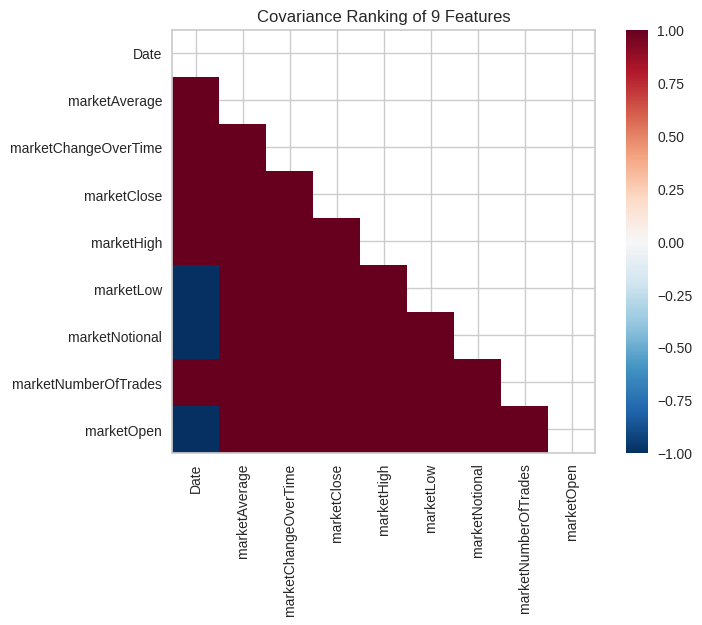 Covariance Ranking of 9 Features
Date
marketAverage
marketChangeOverTime
marketClose
marketHigh
marketLow
marketNotional
marketNumberOfTrades
marketOpen
Date
marketAverage
marketChangeOverTime
marketClose
marketHigh
marketLow
marketNotional
marketNumberOfTrades
marketOpen
1.00
0.75
0.50
0.25
0.00
−0.25
−0.50
−0.75
−1.00